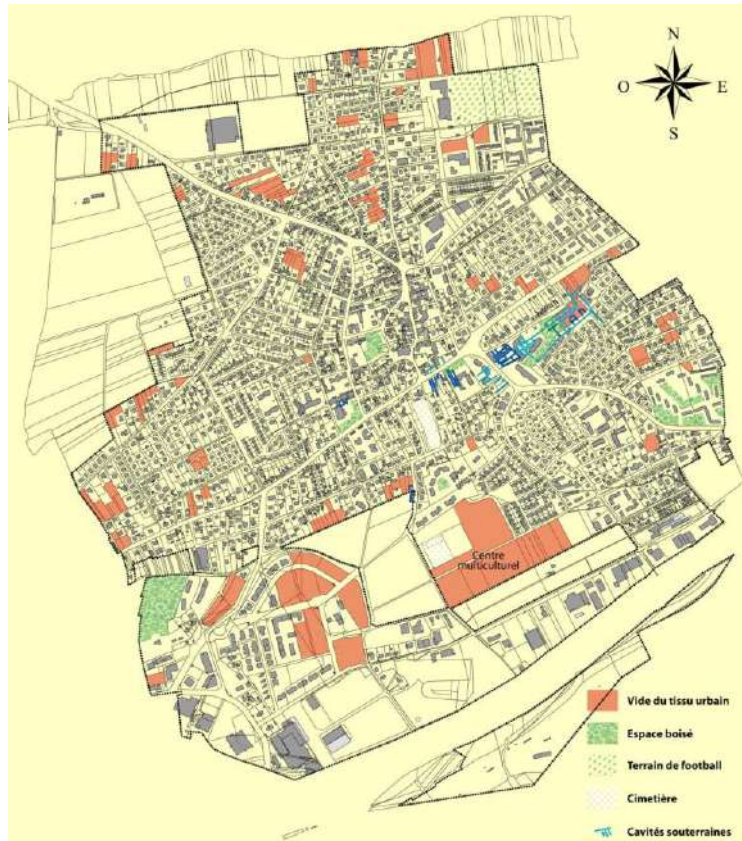 N
O
E
S
Centre
multiculturel
Vide du tissu urbain
Espace boisé
Terrain de football
Cimetière
Cavités souterraines